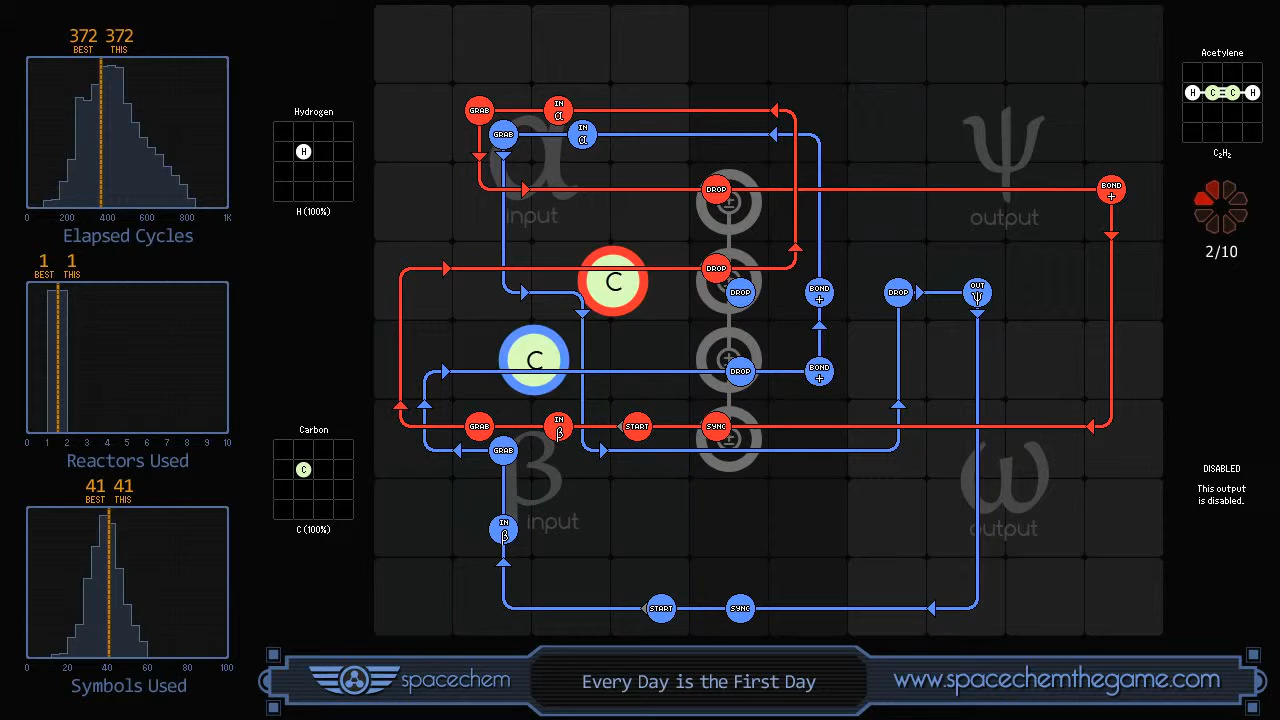 372 372
BEST THIS
0 200 400 600 800 1K
Elapsed Cycles
1 1
BEST THIS
0 1 2 3 4 5 6 7 8 9 10
Reactors Used
41 41
BEST THIS
0 20 40 60 80 100
Symbols Used
Hydrogen
H
H (100%)
Carbon
C
C (100%)
GRAB
IN
α
GRAB
IN
α
α
input
DROP
±
BOND
+
ψ
output
C
DROP
DROP
BOND
+
DROP
OUT
ψ
C
±
DROP
BOND
+
GRAB
IN
β
START
SYNC
±
GRAB
β
input
ω
output
IN
β
START
SYNC
Acetylene
H C C H
C₂H₂
2/10
DISABLED
This output
is disabled.
spacechem
Every Day is the First Day
www.spacechemthegame.com